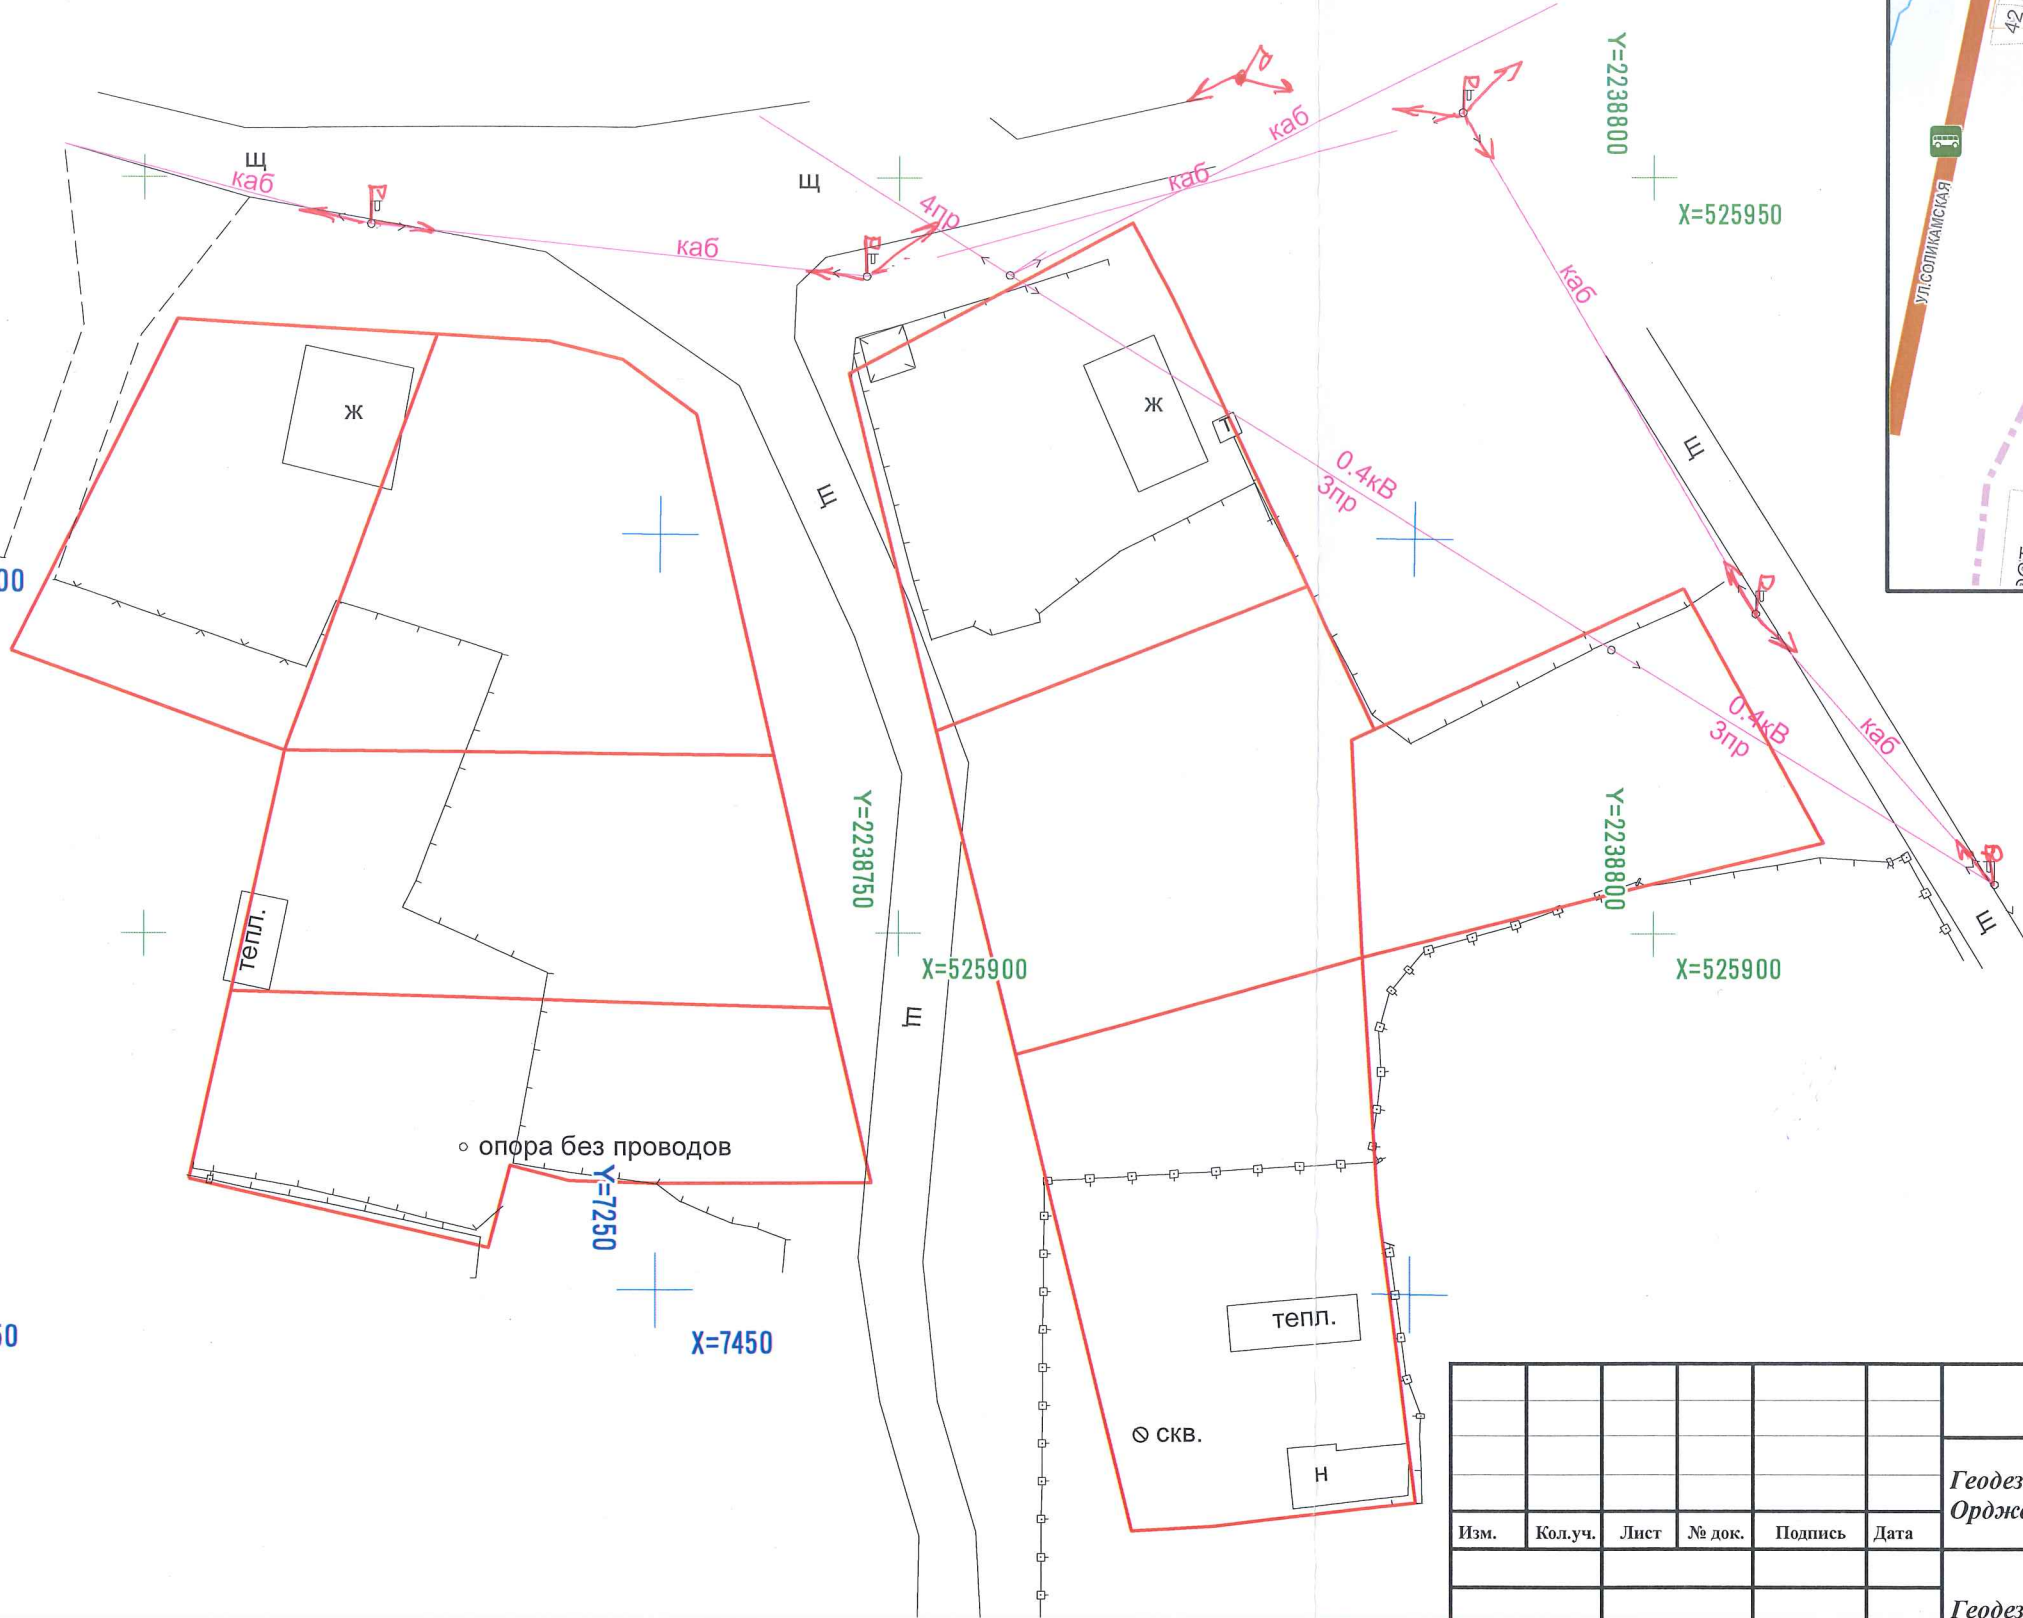 42
Y=2238800
щ
каб
щ
каб
каб
4пр
каб
X=525950
УЛ.СОЛИКАМСКАЯ
каб
ж
ж
Т
щ
щ
0.4кВ
3пр
00
0.4кВ
3пр
каб
Y=2238750
Y=2238800
тепл.
щ
X=525900
X=525900
щ
опора без проводов
Y=7250
50
X=7450
тепл.
скв.
н
Изм.
Кол.уч.
Лист
№ док.
Подпись
Дата
Геодез
Орджо
Геодез